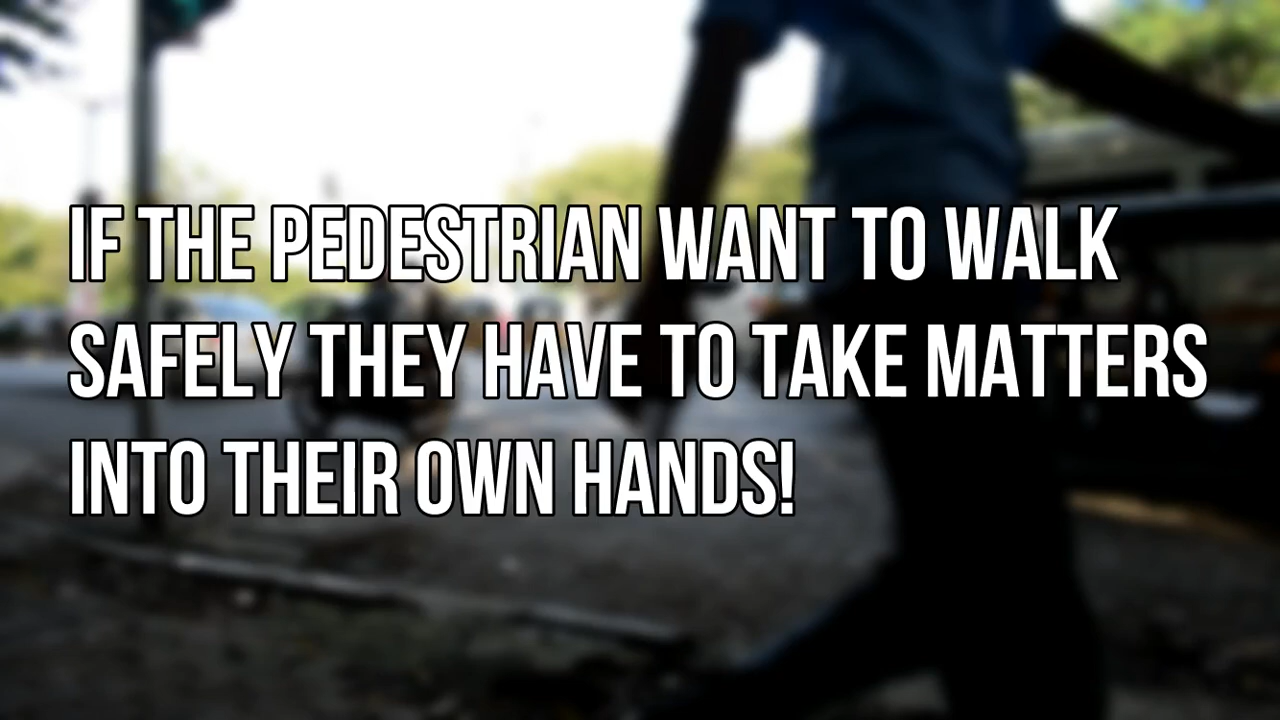 IF THE PEDESTRIAN WANT TO WALK
SAFELY THEY HAVE TO TAKE MATTERS
INTO THEIR OWN HANDS!